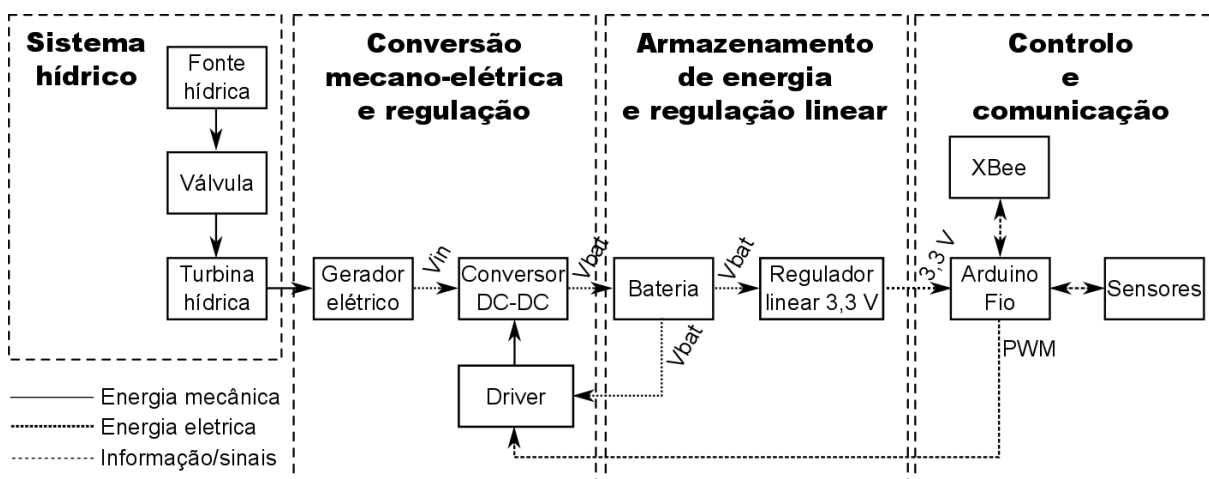 Sistema
hídrico
Fonte
hídrica
Válvula
Turbina
hídrica
Conversão
mecano-elétrica
e regulação
Gerador
elétrico
Vin
Conversor
DC-DC
Vbat
Driver
Armazenamento
de energia
e regulação linear
Bateria
Vbat
Regulador
linear 3,3 V
Vbat
Controlo
e
comunicação
XBee
3,3 V
Arduino
Fio
Sensores
PWM
Energia mecânica
Energia eletrica
Informação/sinais